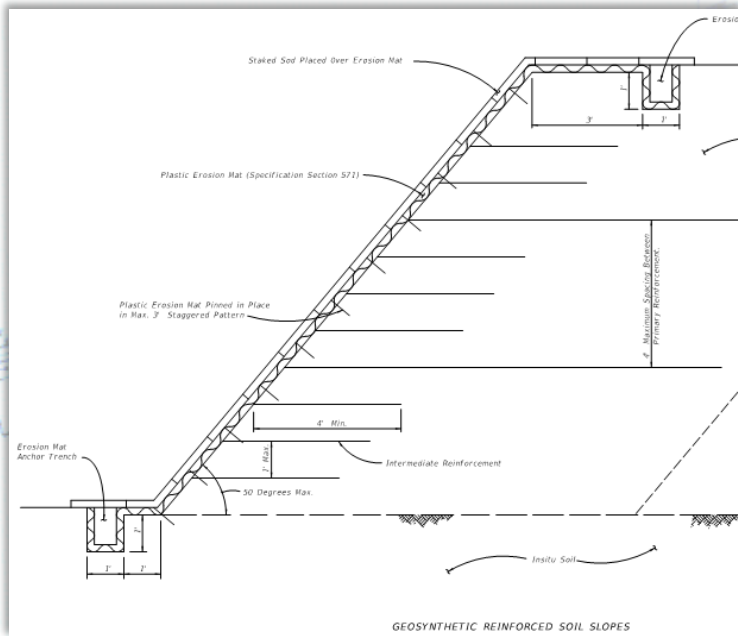 Erosio
Staked Sod Placed Over Erosion Mat
1'
3'
1'
Plastic Erosion Mat (Specification Section 571)
4' Maximum Spacing Between
Primary Reinforcement.
Plastic Erosion Mat Pinned in Place
in Max. 3' Staggered Pattern
4' Min.
Erosion Mat
Anchor Trench
1' Max.
Intermediate Reinforcement
50 Degrees Max.
1'
Insitu Soil
1'
1'
GEOSYNTHETIC REINFORCED SOIL SLOPES